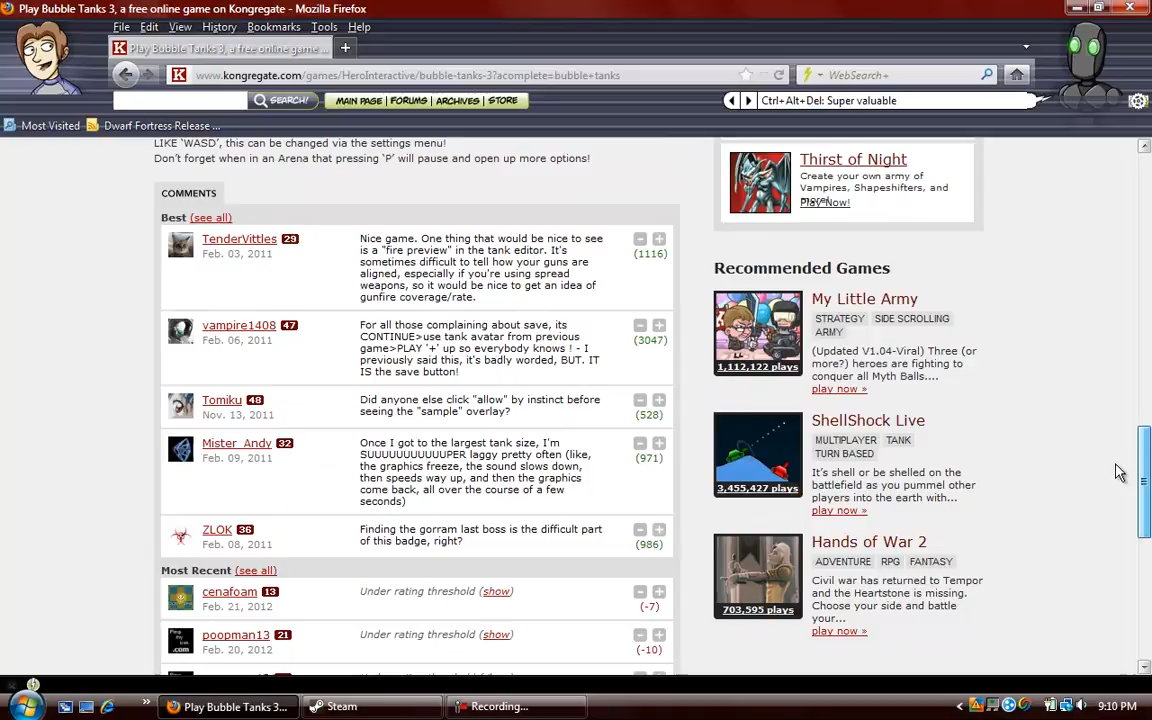 Play Bubble Tanks 3, a free online game on Kongregate - Mozilla Firefox
File Edit View History Bookmarks Tools Help
Play Bubble Tanks 3, a free online game ...
www.kongregate.com/games/HeroInteractive/bubble-tanks-3?acomplete=bubble+tanks
WebSearch+
SEARCH! MAIN PAGE | FORUMS | ARCHIVES | STORE
Ctrl+Alt+Del: Super valuable
Most Visited Dwarf Fortress Release ...
LIKE 'WASD', this can be changed via the settings menu!
Don't forget when in an Arena that pressing 'P' will pause and open up more options!
COMMENTS
Best (see all)
TenderVittles 29
Feb. 03, 2011
Nice game. One thing that would be nice to see
is a "fire preview" in the tank editor. It's
sometimes difficult to tell how your guns are
aligned, especially if you're using spread
weapons, so it would be nice to get an idea of
gunfire coverage/rate.
(1116)
vampire1408 47
Feb. 06, 2011
For all those complaining about save, its
CONTINUE>use tank avatar from previous
game>PLAY '+' up so everybody knows ! - I
previously said this, it's badly worded, BUT. IT
IS the save button!
(3047)
Tomiku 48
Nov. 13, 2011
Did anyone else click "allow" by instinct before
seeing the "sample" overlay?
(528)
Mister_Andy 32
Feb. 09, 2011
Once I got to the largest tank size, I'm
SUUUUUUUUUUPER laggy pretty often (like,
the graphics freeze, the sound slows down,
then speeds way up, and then the graphics
come back, all over the course of a few
seconds)
(971)
ZLOK 36
Feb. 08, 2011
Finding the gorram last boss is the difficult part
of this badge, right?
(986)
Most Recent (see all)
cenafoam 13
Feb. 21, 2012
Under rating threshold (show)
(-7)
poopman13 21
Feb. 20, 2012
Under rating threshold (show)
(-10)
Thirst of Night
Create your own army of
Vampires, Shapeshifters, and
more!
Play Now!
Recommended Games
My Little Army
STRATEGY SIDE SCROLLING
ARMY
(Updated V1.04-Viral) Three (or
more?) heroes are fighting to
conquer all Myth Balls....
play now »
1,112,122 plays
ShellShock Live
MULTIPLAYER TANK
TURN BASED
It's shell or be shelled on the
battlefield as you pummel other
players into the earth with...
play now »
3,455,427 plays
Hands of War 2
ADVENTURE RPG FANTASY
Civil war has returned to Tempor
and the Heartstone is missing.
Choose your side and battle
your...
play now »
703,595 plays
Play Bubble Tanks 3... Steam Recording... 9:10 PM